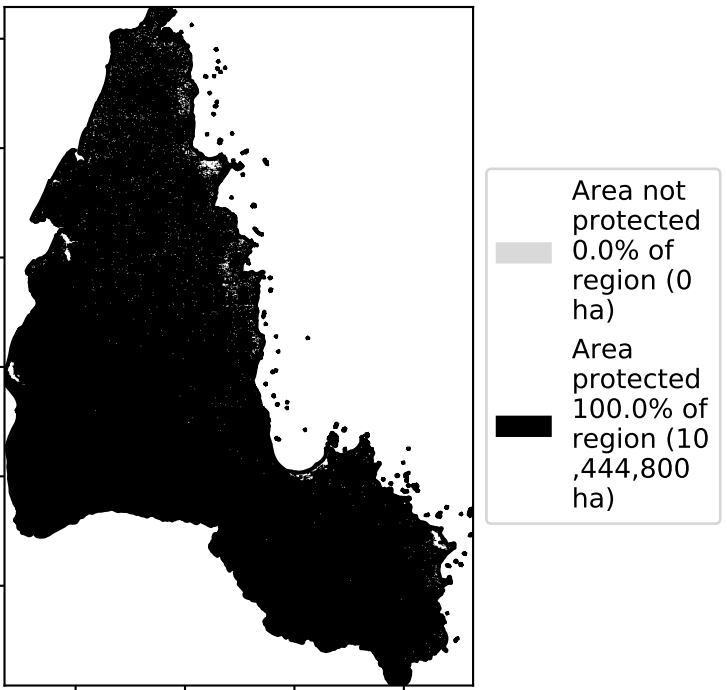 Area not
protected
0.0% of
region (0
ha)
Area
protected
100.0% of
region (10
,444,800
ha)